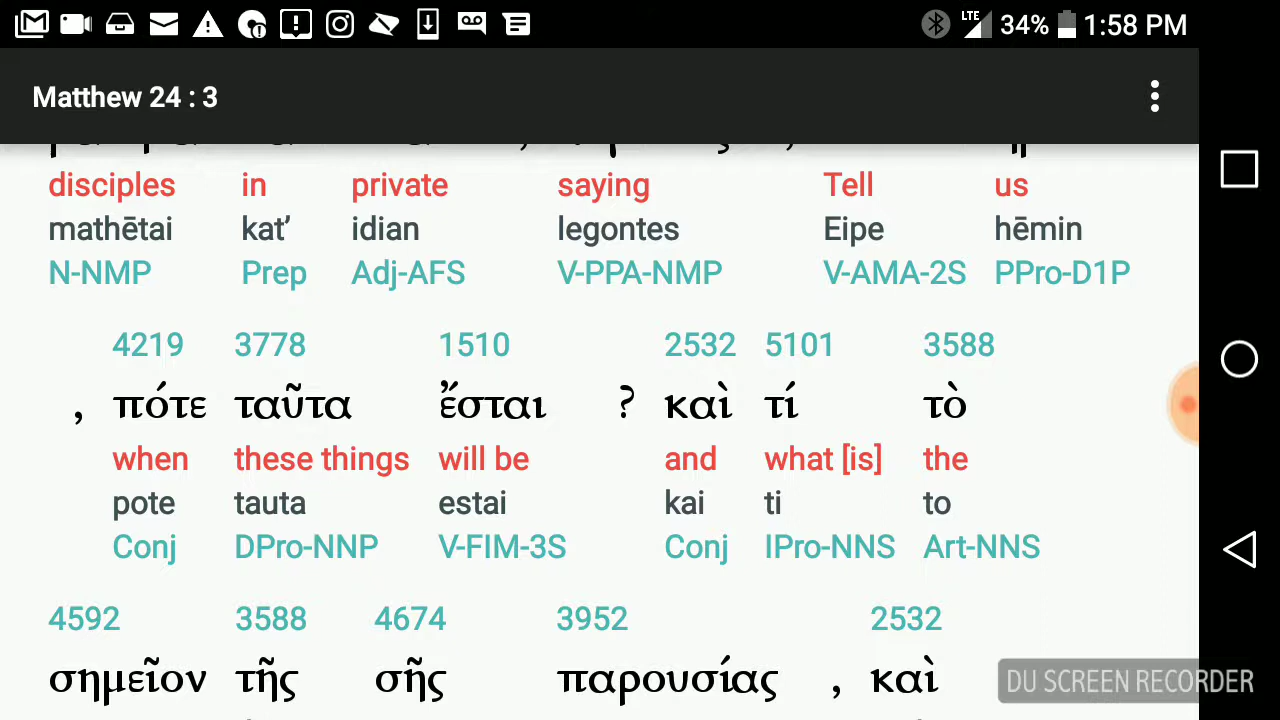 34% 1:58 PM
LTE
Matthew 24 : 3
disciples in private saying Tell us
mathētai kat’ idian legontes Eipe hēmin
N-NMP Prep Adj-AFS V-PPA-NMP V-AMA-2S PPro-D1P
4219 3778 1510 2532 5101 3588
, πότε ταῦτα ἔσται ? καὶ τί τὸ
when these things will be and what [is] the
pote tauta estai kai ti to
Conj DPro-NNP V-FIM-3S Conj IPro-NNS Art-NNS
4592 3588 4674 3952 2532
σημεῖον τῆς σῆς παρουσίας , καὶ
DU SCREEN RECORDER